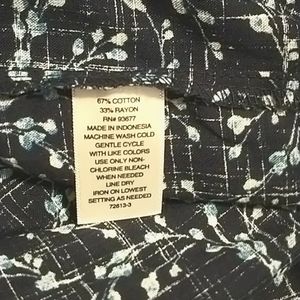 67% COTTON
33% RAYON
RN# 93677
MADE IN INDONESIA
MACHINE WASH COLD
GENTLE CYCLE
WITH LIKE COLORS
USE ONLY NON-
CHLORINE BLEACH
WHEN NEEDED
LINE DRY
IRON ON LOWEST
SETTING AS NEEDED
72613-3